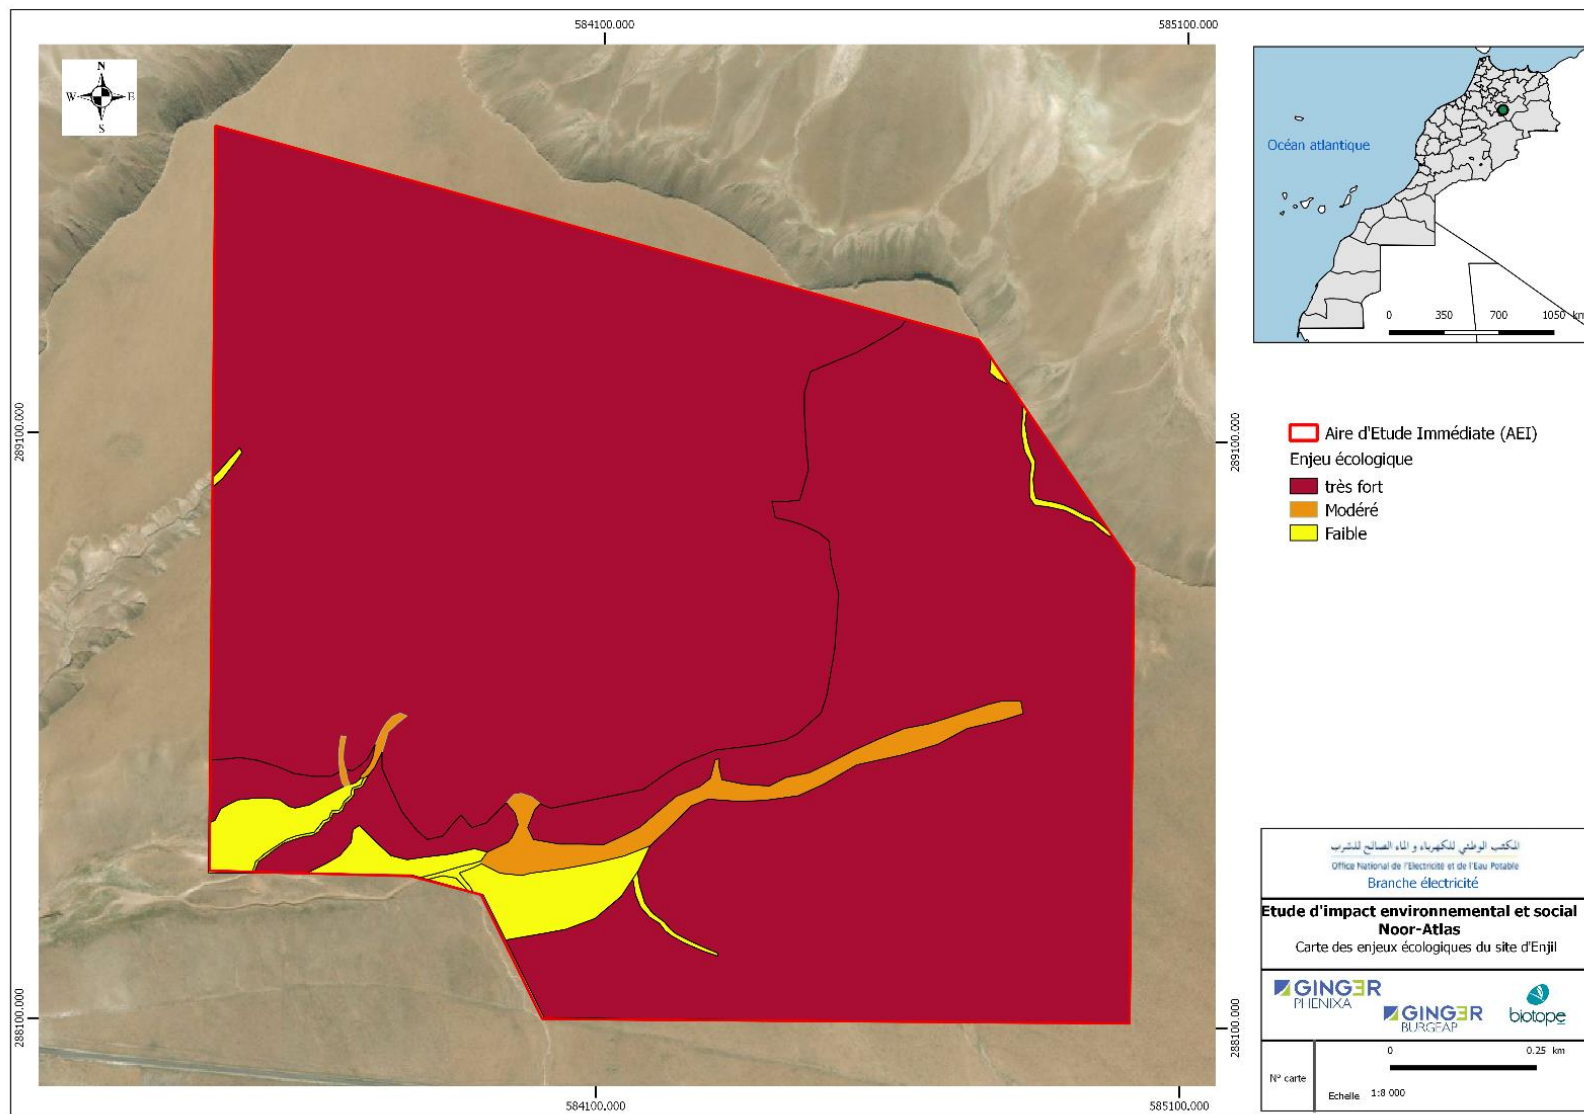 584100.000
585100.000
N
W
E
S
289100.000
289100.000
288100.000
288100.000
584100.000
585100.000
Océan atlantique
0 350 700 1050 km
Aire d'Etude Immédiate (AEI)
Enjeu écologique
très fort
Modéré
Faible
المكتب الوطني للكهرباء و الماء الصالح للشرب
Office National de l'Electricité et de l'Eau Potable
Branche électricité
Etude d'impact environnemental et social
Noor-Atlas
Carte des enjeux écologiques du site d'Enjil
GINGER
PHENIXA
GINGER
BURGEAP
biotope
N° carte
0 0.25 km
Echelle 1:8 000